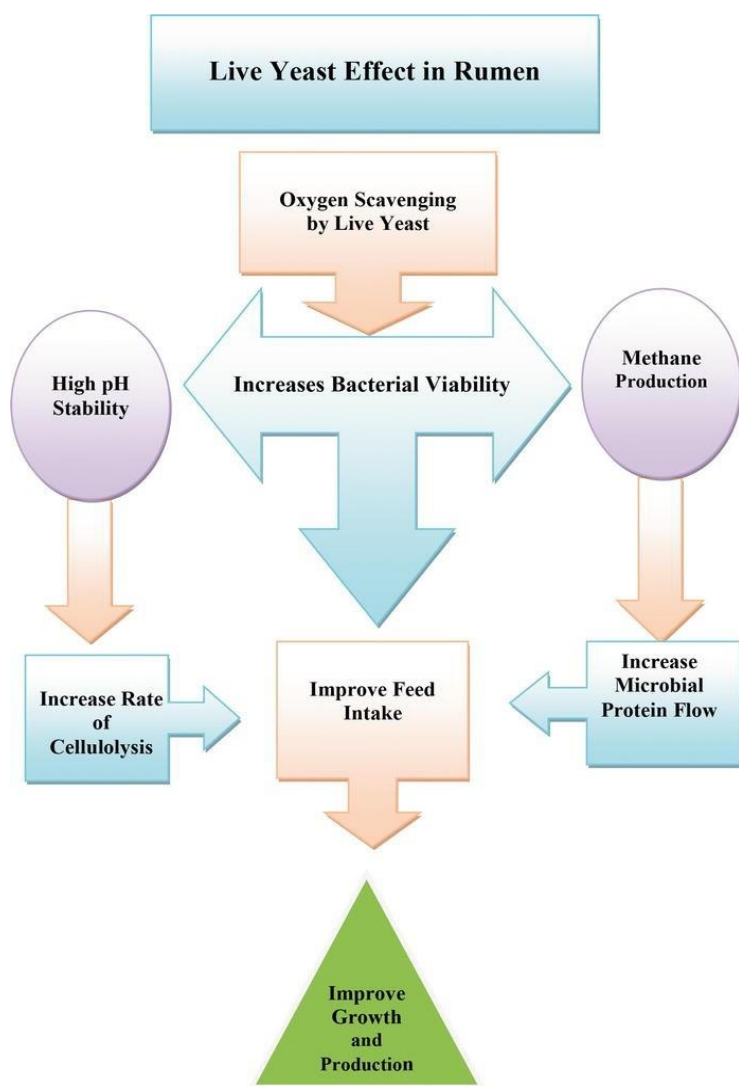 Live Yeast Effect in Rumen
Oxygen Scavenging
by Live Yeast
High pH
Stability
Increases Bacterial Viability
Methane
Production
Increase Rate
of
Cellulolysis
Improve Feed
Intake
Increase
Microbial
Protein Flow
Improve
Growth
and
Production